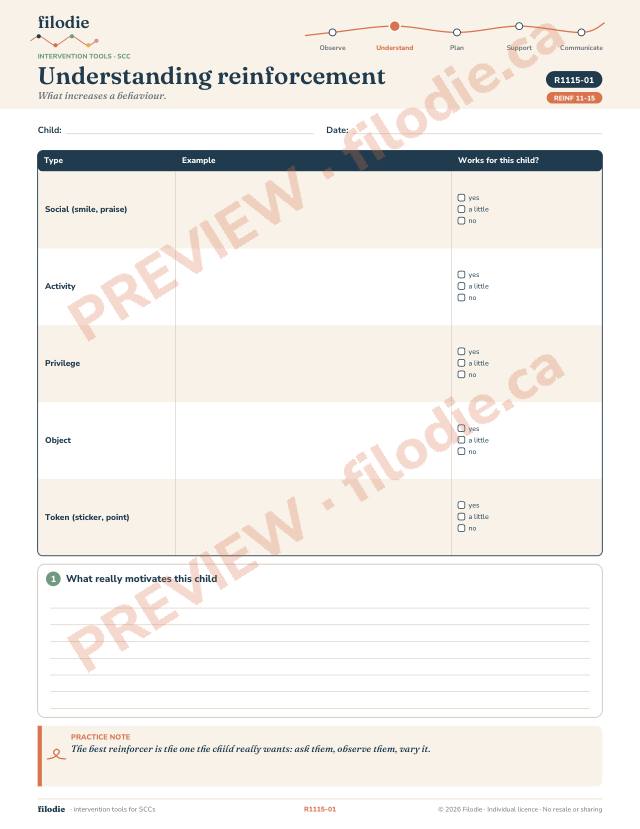 filodie
INTERVENTION TOOLS · SCC
Observe Understand Plan Support Communicate
Understanding reinforcement
What increases a behaviour.
R1115-01
REINF 11-15
Child: Date:
Type Example Works for this child?
Social (smile, praise)
yes
a little
no
Activity
yes
a little
no
Privilege
yes
a little
no
Object
yes
a little
no
Token (sticker, point)
yes
a little
no
PREVIEW · filodie.ca
PREVIEW · filodie.ca
1 What really motivates this child
PRACTICE NOTE
The best reinforcer is the one the child really wants: ask them, observe them, vary it.
filodie · Intervention tools for SCCs R1115-01 © 2026 Filodie · Individual licence · No resale or sharing